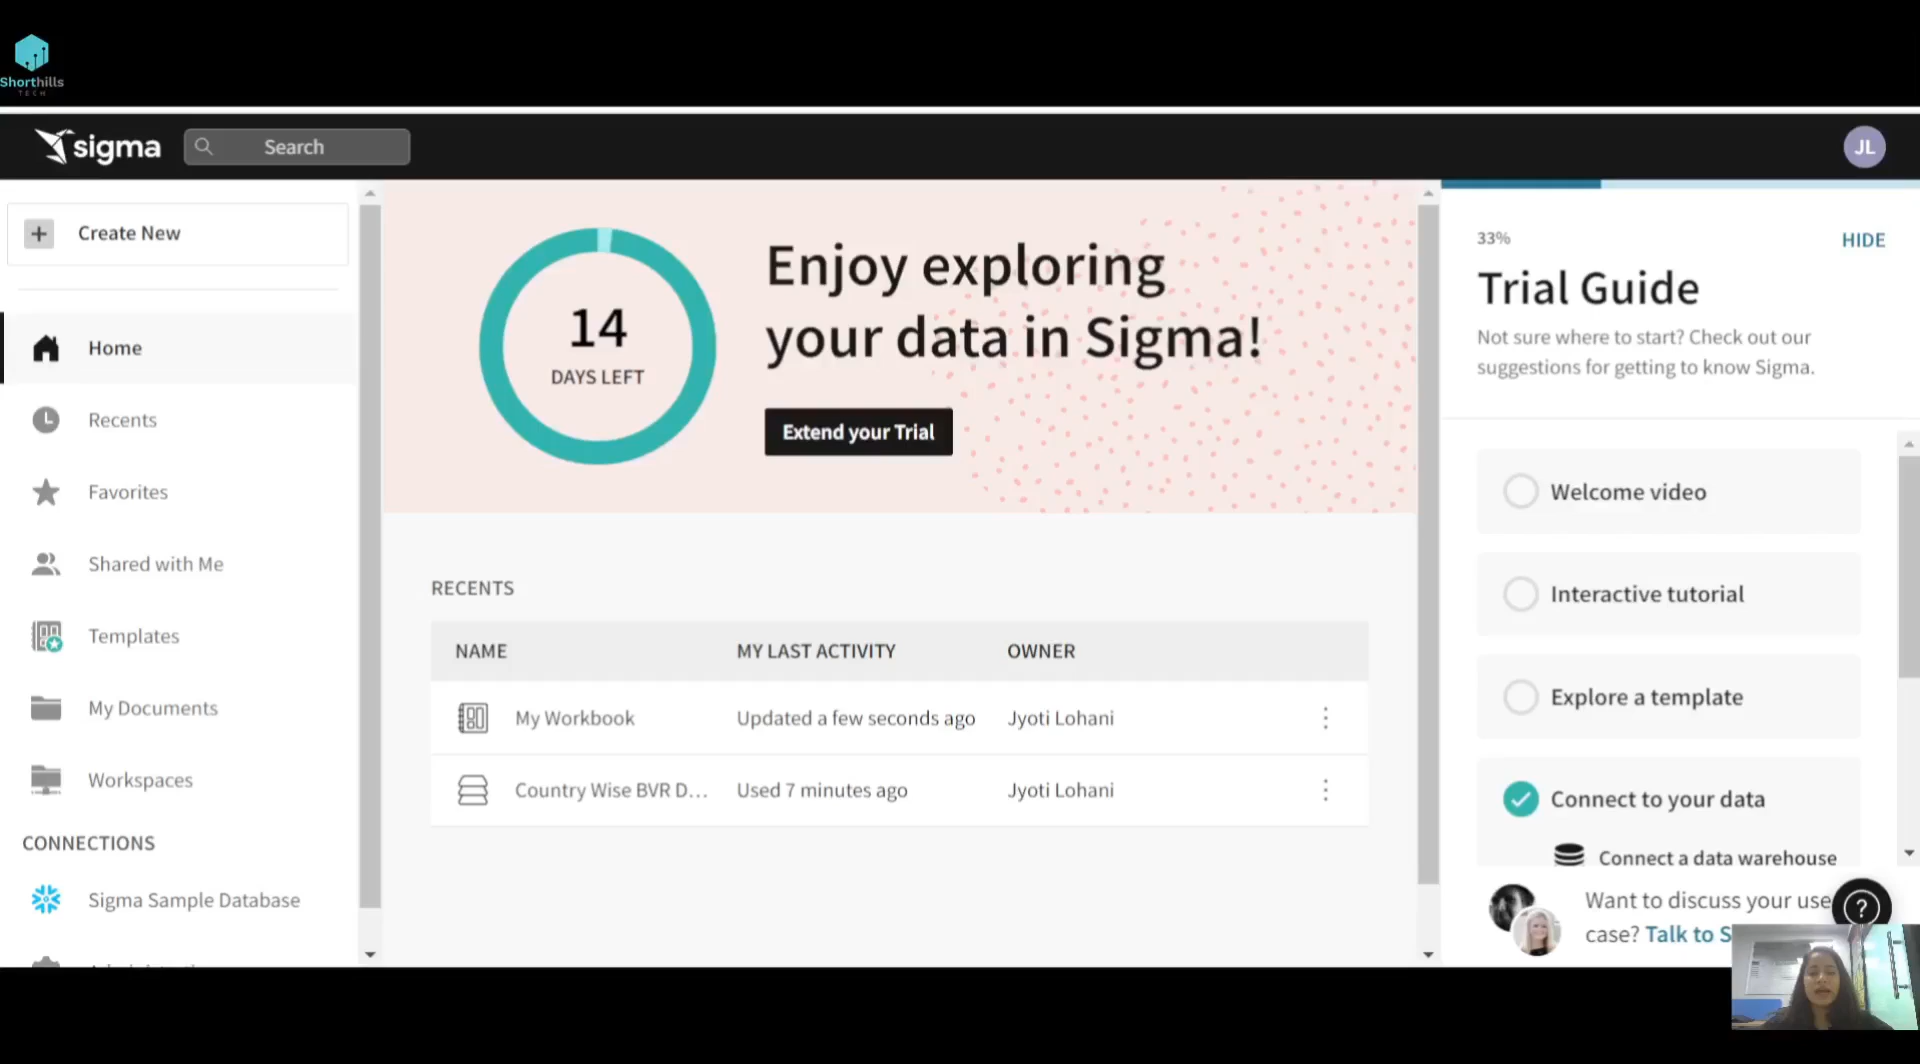 Shorthills
TECH
sigma
Search
JL
Create New
Home
Recents
Favorites
Shared with Me
Templates
My Documents
Workspaces
CONNECTIONS
Sigma Sample Database
14
DAYS LEFT
Enjoy exploring
your data in Sigma!
Extend your Trial
RECENTS
NAME MY LAST ACTIVITY OWNER
My Workbook Updated a few seconds ago Jyoti Lohani
Country Wise BVR D... Used 7 minutes ago Jyoti Lohani
33%
HIDE
Trial Guide
Not sure where to start? Check out our
suggestions for getting to know Sigma.
Welcome video
Interactive tutorial
Explore a template
Connect to your data
Connect a data warehouse
Want to discuss your use
case? Talk to S
?